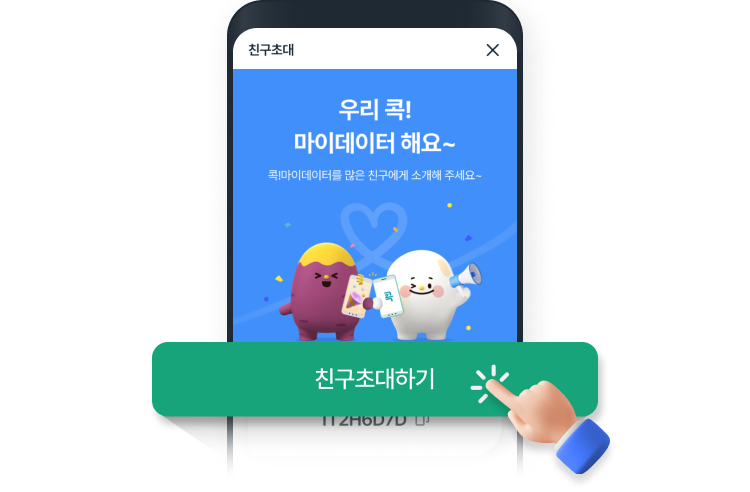 친구초대
우리 콕!
마이데이터 해요~
콕!마이데이터를 많은 친구에게 소개해 주세요~
콕
친구초대하기